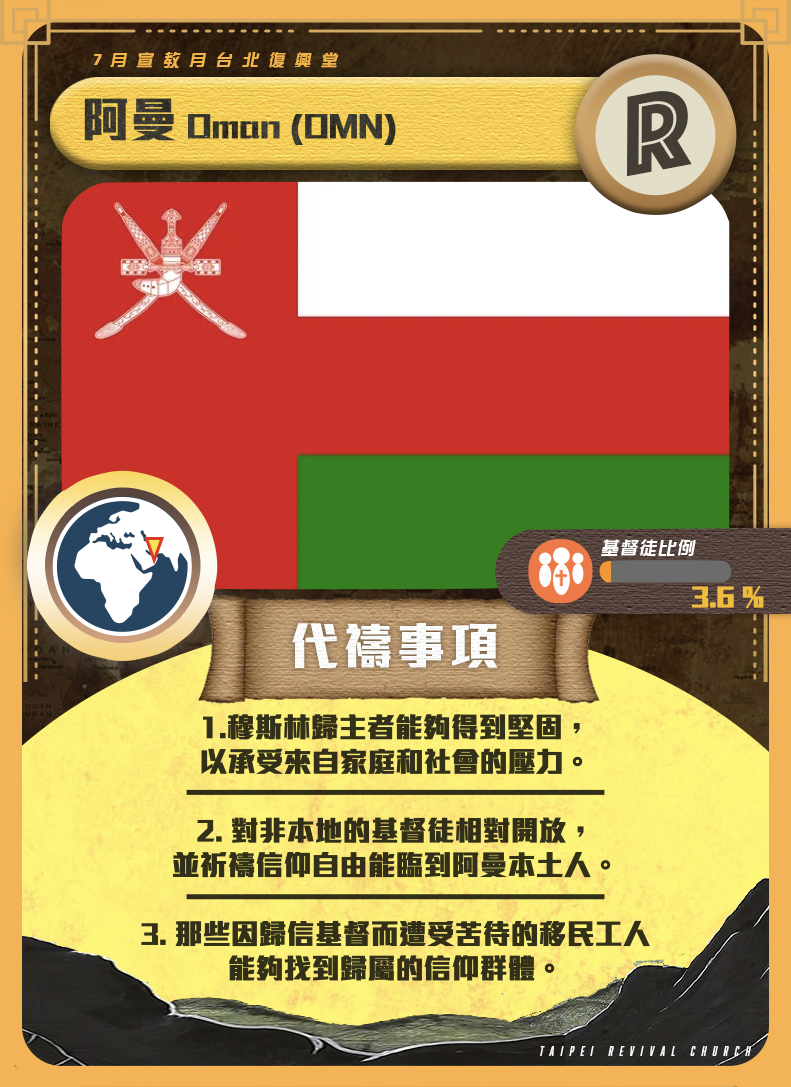 7月宣教月台北復興堂
阿曼 Oman (OMN)
R
基督徒比例
3.6 %
代禱事項
1.穆斯林歸主者能夠得到堅固，
以承受來自家庭和社會的壓力。
2. 對非本地的基督徒相對開放，
並祈禱信仰自由能臨到阿曼本土人。
3. 那些因歸信基督而遭受苦待的移民工人
能夠找到歸屬的信仰群體。
TAIPEI REVIVAL CHURCH